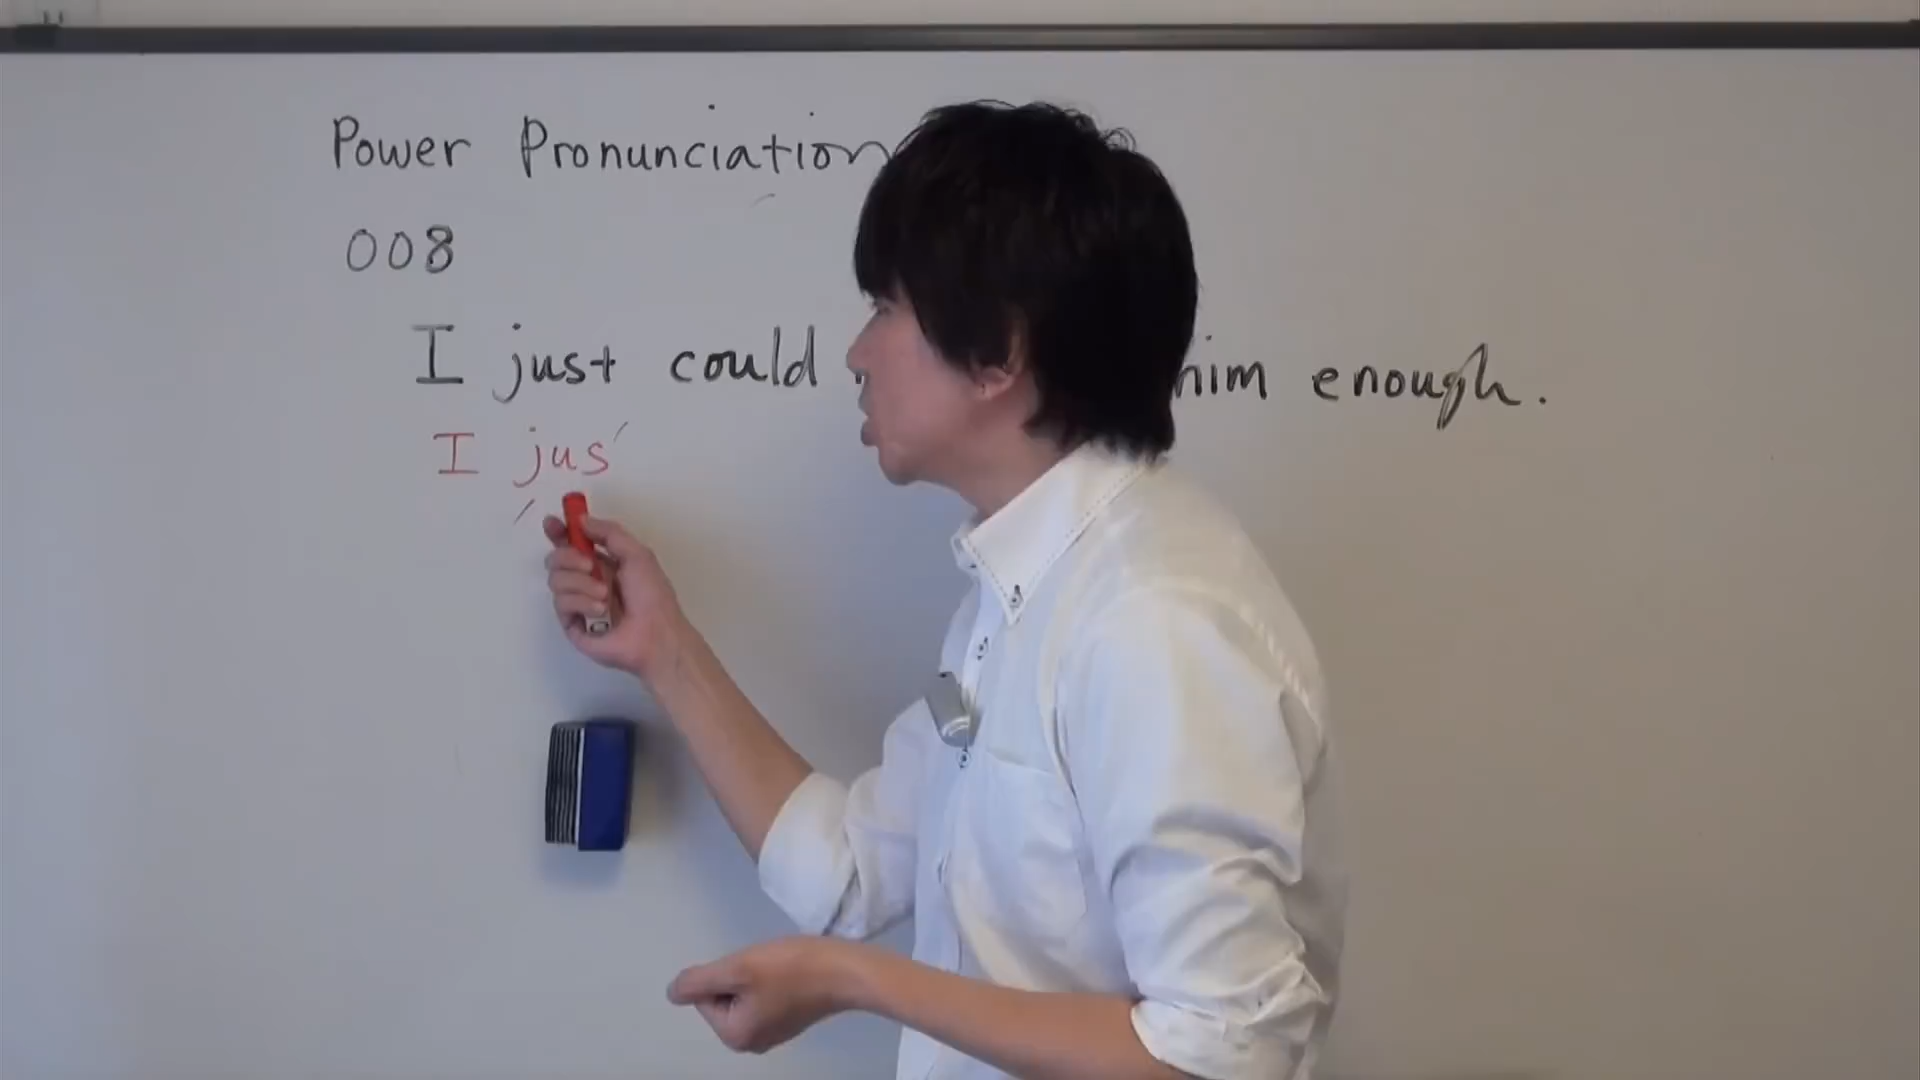 Power Pronunciation
008
I just could him enough.
I jus'